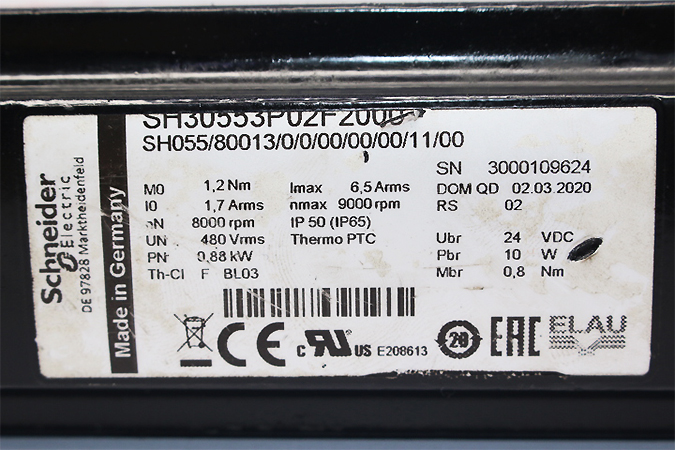 SH30553P02F2000
SH055/80013/0/0/00/00/00/11/00
SN 3000109624
M0 1,2 Nm Imax 6,5 Arms DOM QD 02.03.2020
I0 1,7 Arms nmax 9000 rpm RS 02
nN 8000 rpm IP 50 (IP65)
UN 480 Vrms Thermo PTC Ubr 24 VDC
PN 0,88 kW Pbr 10 W
Th-Cl F BL03 Mbr 0,8 Nm
Schneider
Electric
DE 97828 Marktheidenfeld
Made in Germany
CE c RU US E208613 20 EAC ELAU